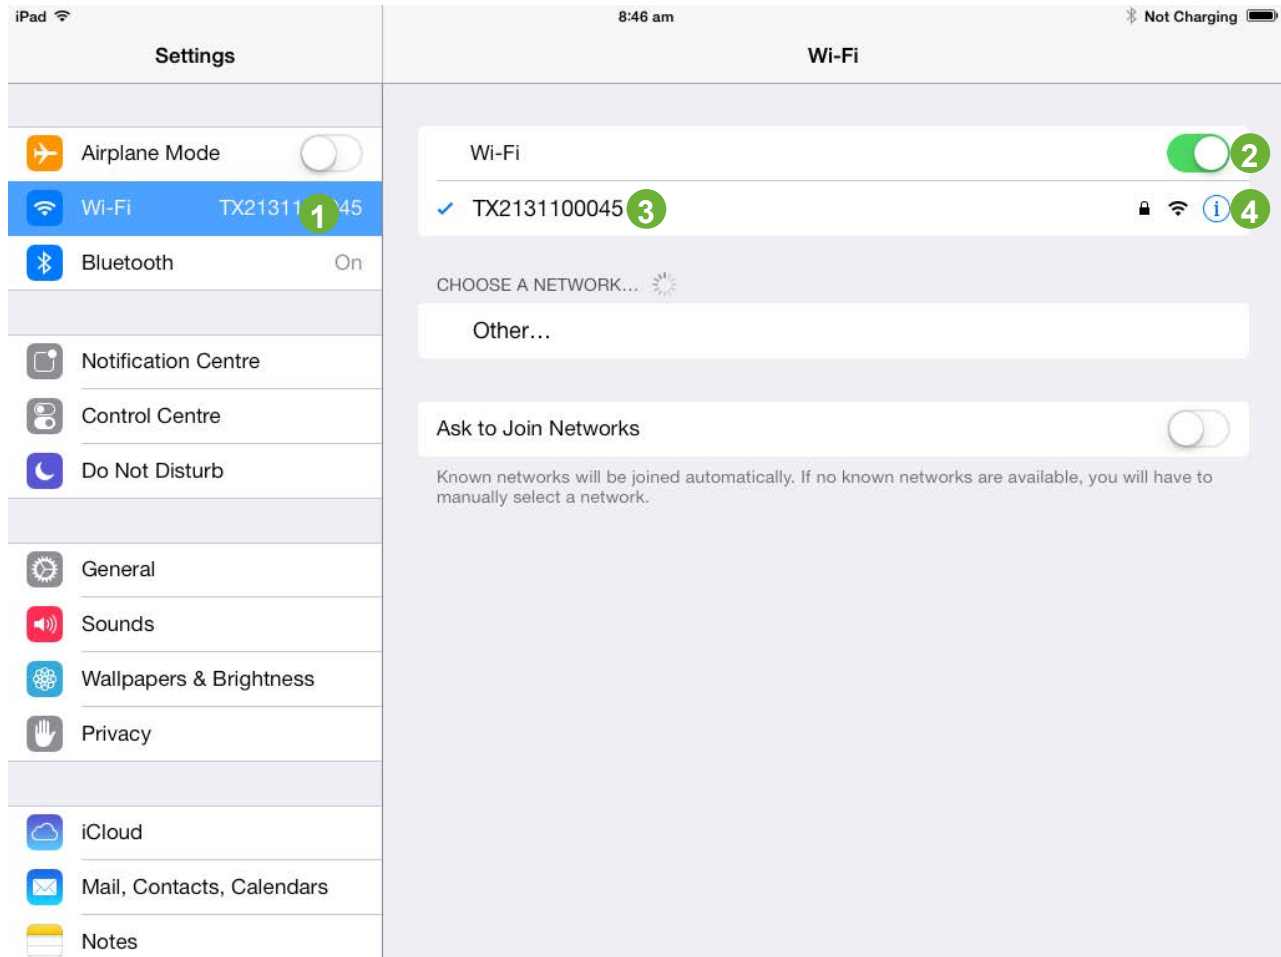 iPad 8:46 am Not Charging
Settings
Wi-Fi
Airplane Mode
Wi-Fi TX2131 1 45
Bluetooth On
Notification Centre
Control Centre
Do Not Disturb
General
Sounds
Wallpapers & Brightness
Privacy
iCloud
Mail, Contacts, Calendars
Notes
Wi-Fi 2
TX2131100045 3 i 4
CHOOSE A NETWORK...
Other...
Ask to Join Networks
Known networks will be joined automatically. If no known networks are available, you will have to
manually select a network.